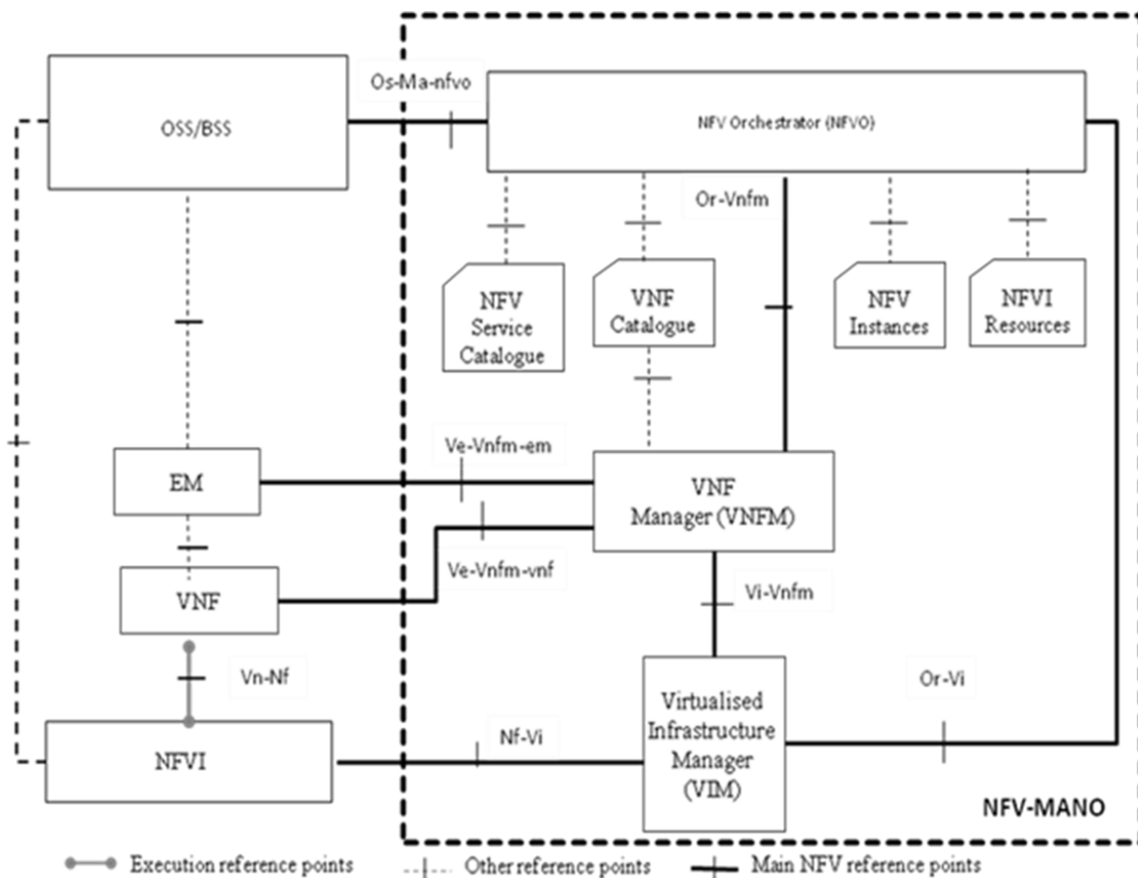 Os-Ma-nfvo
OSS/BSS
NFV Orchestrator (NFVO)
Or-Vnfm
NFV
Service
Catalogue
VNF
Catalogue
NFV
Instances
NFVI
Resources
Ve-Vnfm-em
EM
VNF
Manager (VNFM)
Ve-Vnfm-vnf
VNF
Vi-Vnfm
Vn-Nf
Or-Vi
Virtualised
Infrastructure
Manager
(VIM)
Nf-Vi
NFVI
NFV-MANO
Execution reference points
Other reference points
Main NFV reference points